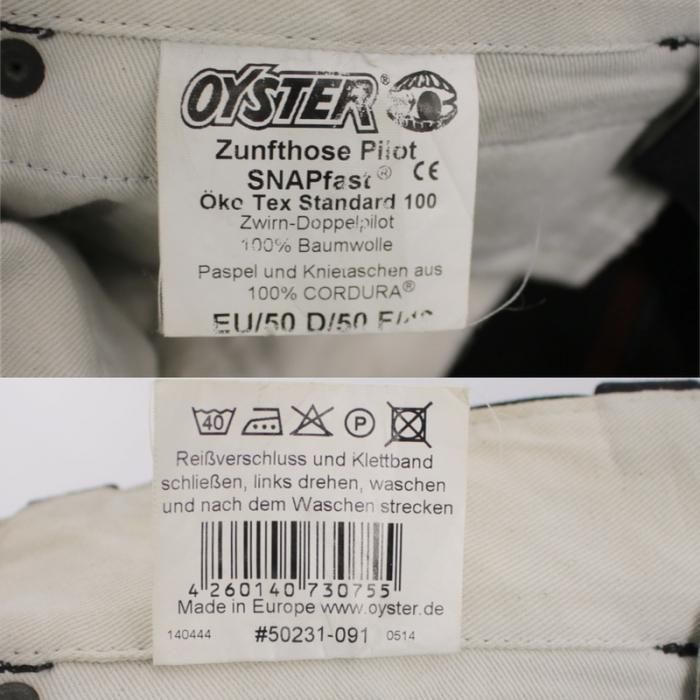 OYSTER®
Zunfthose Pilot
SNAPfast® CE
Öko Tex Standard 100
Zwirn-Doppelpilot
100% Baumwolle
Paspel und Knietaschen aus
100% CORDURA®
EU/50 D/50
40
P
Reißverschluss und Klettband
schließen, links drehen, waschen
und nach dem Waschen strecken
4 260140 730755
Made in Europe www.oyster.de
140444 #50231-091 0514